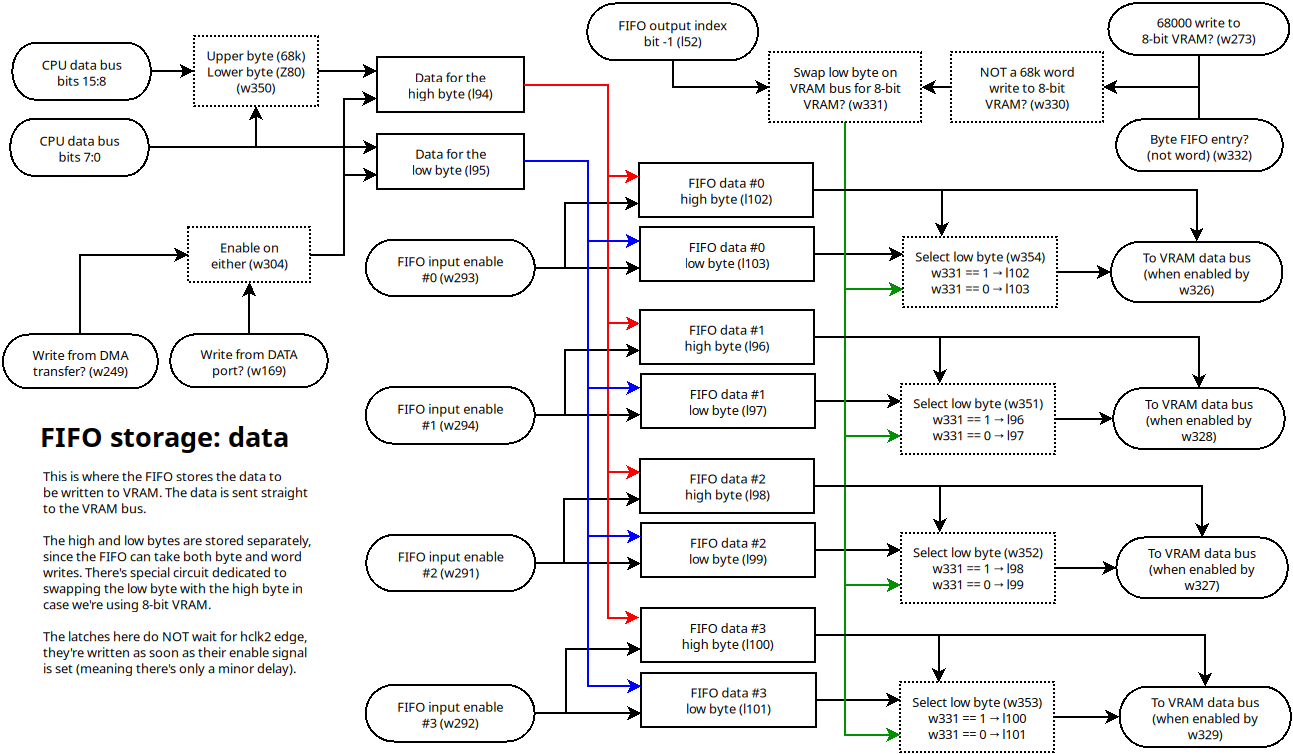 CPU data bus
bits 15:8
Upper byte (68k)
Lower byte (Z80)
(w350)
CPU data bus
bits 7:0
Data for the
high byte (l94)
Data for the
low byte (l95)
Enable on
either (w304)
Write from DMA
transfer? (w249)
Write from DATA
port? (w169)
FIFO output index
bit -1 (l52)
Swap low byte on
VRAM bus for 8-bit
VRAM? (w331)
NOT a 68k word
write to 8-bit
VRAM? (w330)
68000 write to
8-bit VRAM? (w273)
Byte FIFO entry?
(not word) (w332)
FIFO input enable
#0 (w293)
FIFO data #0
high byte (l102)
FIFO data #0
low byte (l103)
Select low byte (w354)
w331 == 1 → l102
w331 == 0 → l103
To VRAM data bus
(when enabled by
w326)
FIFO input enable
#1 (w294)
FIFO data #1
high byte (l96)
FIFO data #1
low byte (l97)
Select low byte (w351)
w331 == 1 → l96
w331 == 0 → l97
To VRAM data bus
(when enabled by
w328)
FIFO input enable
#2 (w291)
FIFO data #2
high byte (l98)
FIFO data #2
low byte (l99)
Select low byte (w352)
w331 == 1 → l98
w331 == 0 → l99
To VRAM data bus
(when enabled by
w327)
FIFO input enable
#3 (w292)
FIFO data #3
high byte (l100)
FIFO data #3
low byte (l101)
Select low byte (w353)
w331 == 1 → l100
w331 == 0 → l101
To VRAM data bus
(when enabled by
w329)
FIFO storage: data
This is where the FIFO stores the data to
be written to VRAM. The data is sent straight
to the VRAM bus.
The high and low bytes are stored separately,
since the FIFO can take both byte and word
writes. There's special circuit dedicated to
swapping the low byte with the high byte in
case we're using 8-bit VRAM.
The latches here do NOT wait for hclk2 edge,
they're written as soon as their enable signal
is set (meaning there's only a minor delay).